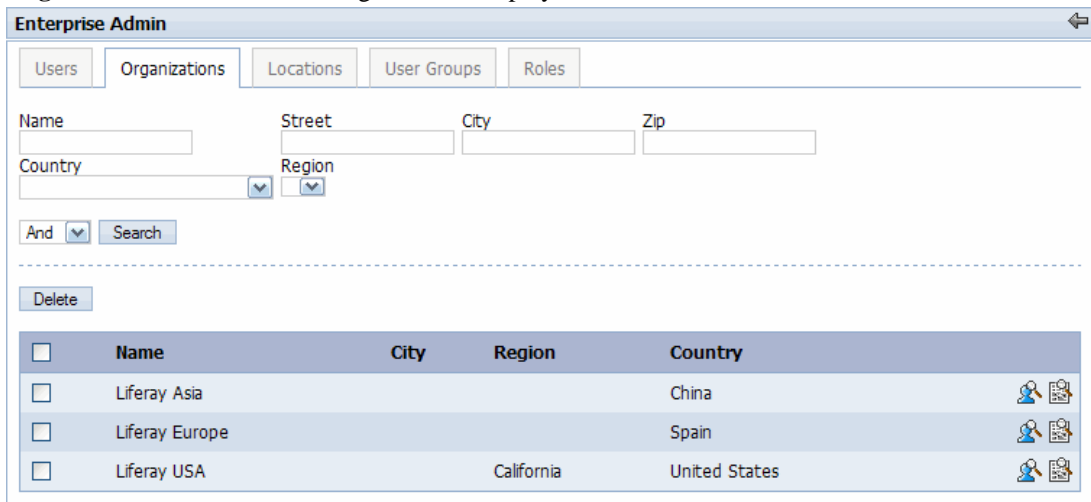 Enterprise Admin
Users Organizations Locations User Groups Roles
Name Street City Zip
Country Region
And Search
Delete
Name City Region Country
Liferay Asia China
Liferay Europe Spain
Liferay USA California United States